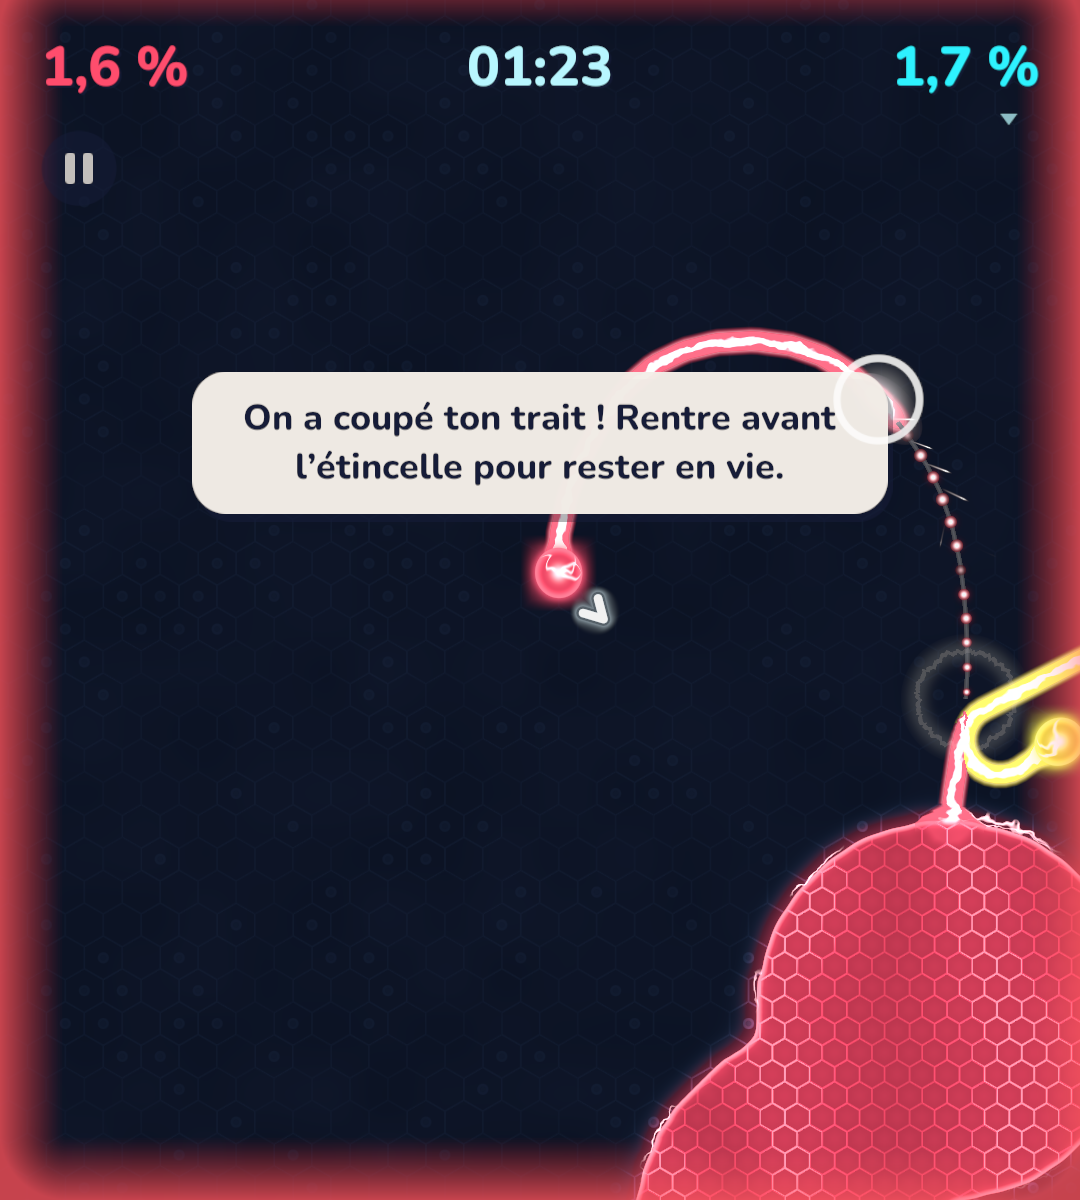 1,6 %
01:23
1,7 %
On a coupé ton trait ! Rentre avant
l’étincelle pour rester en vie.